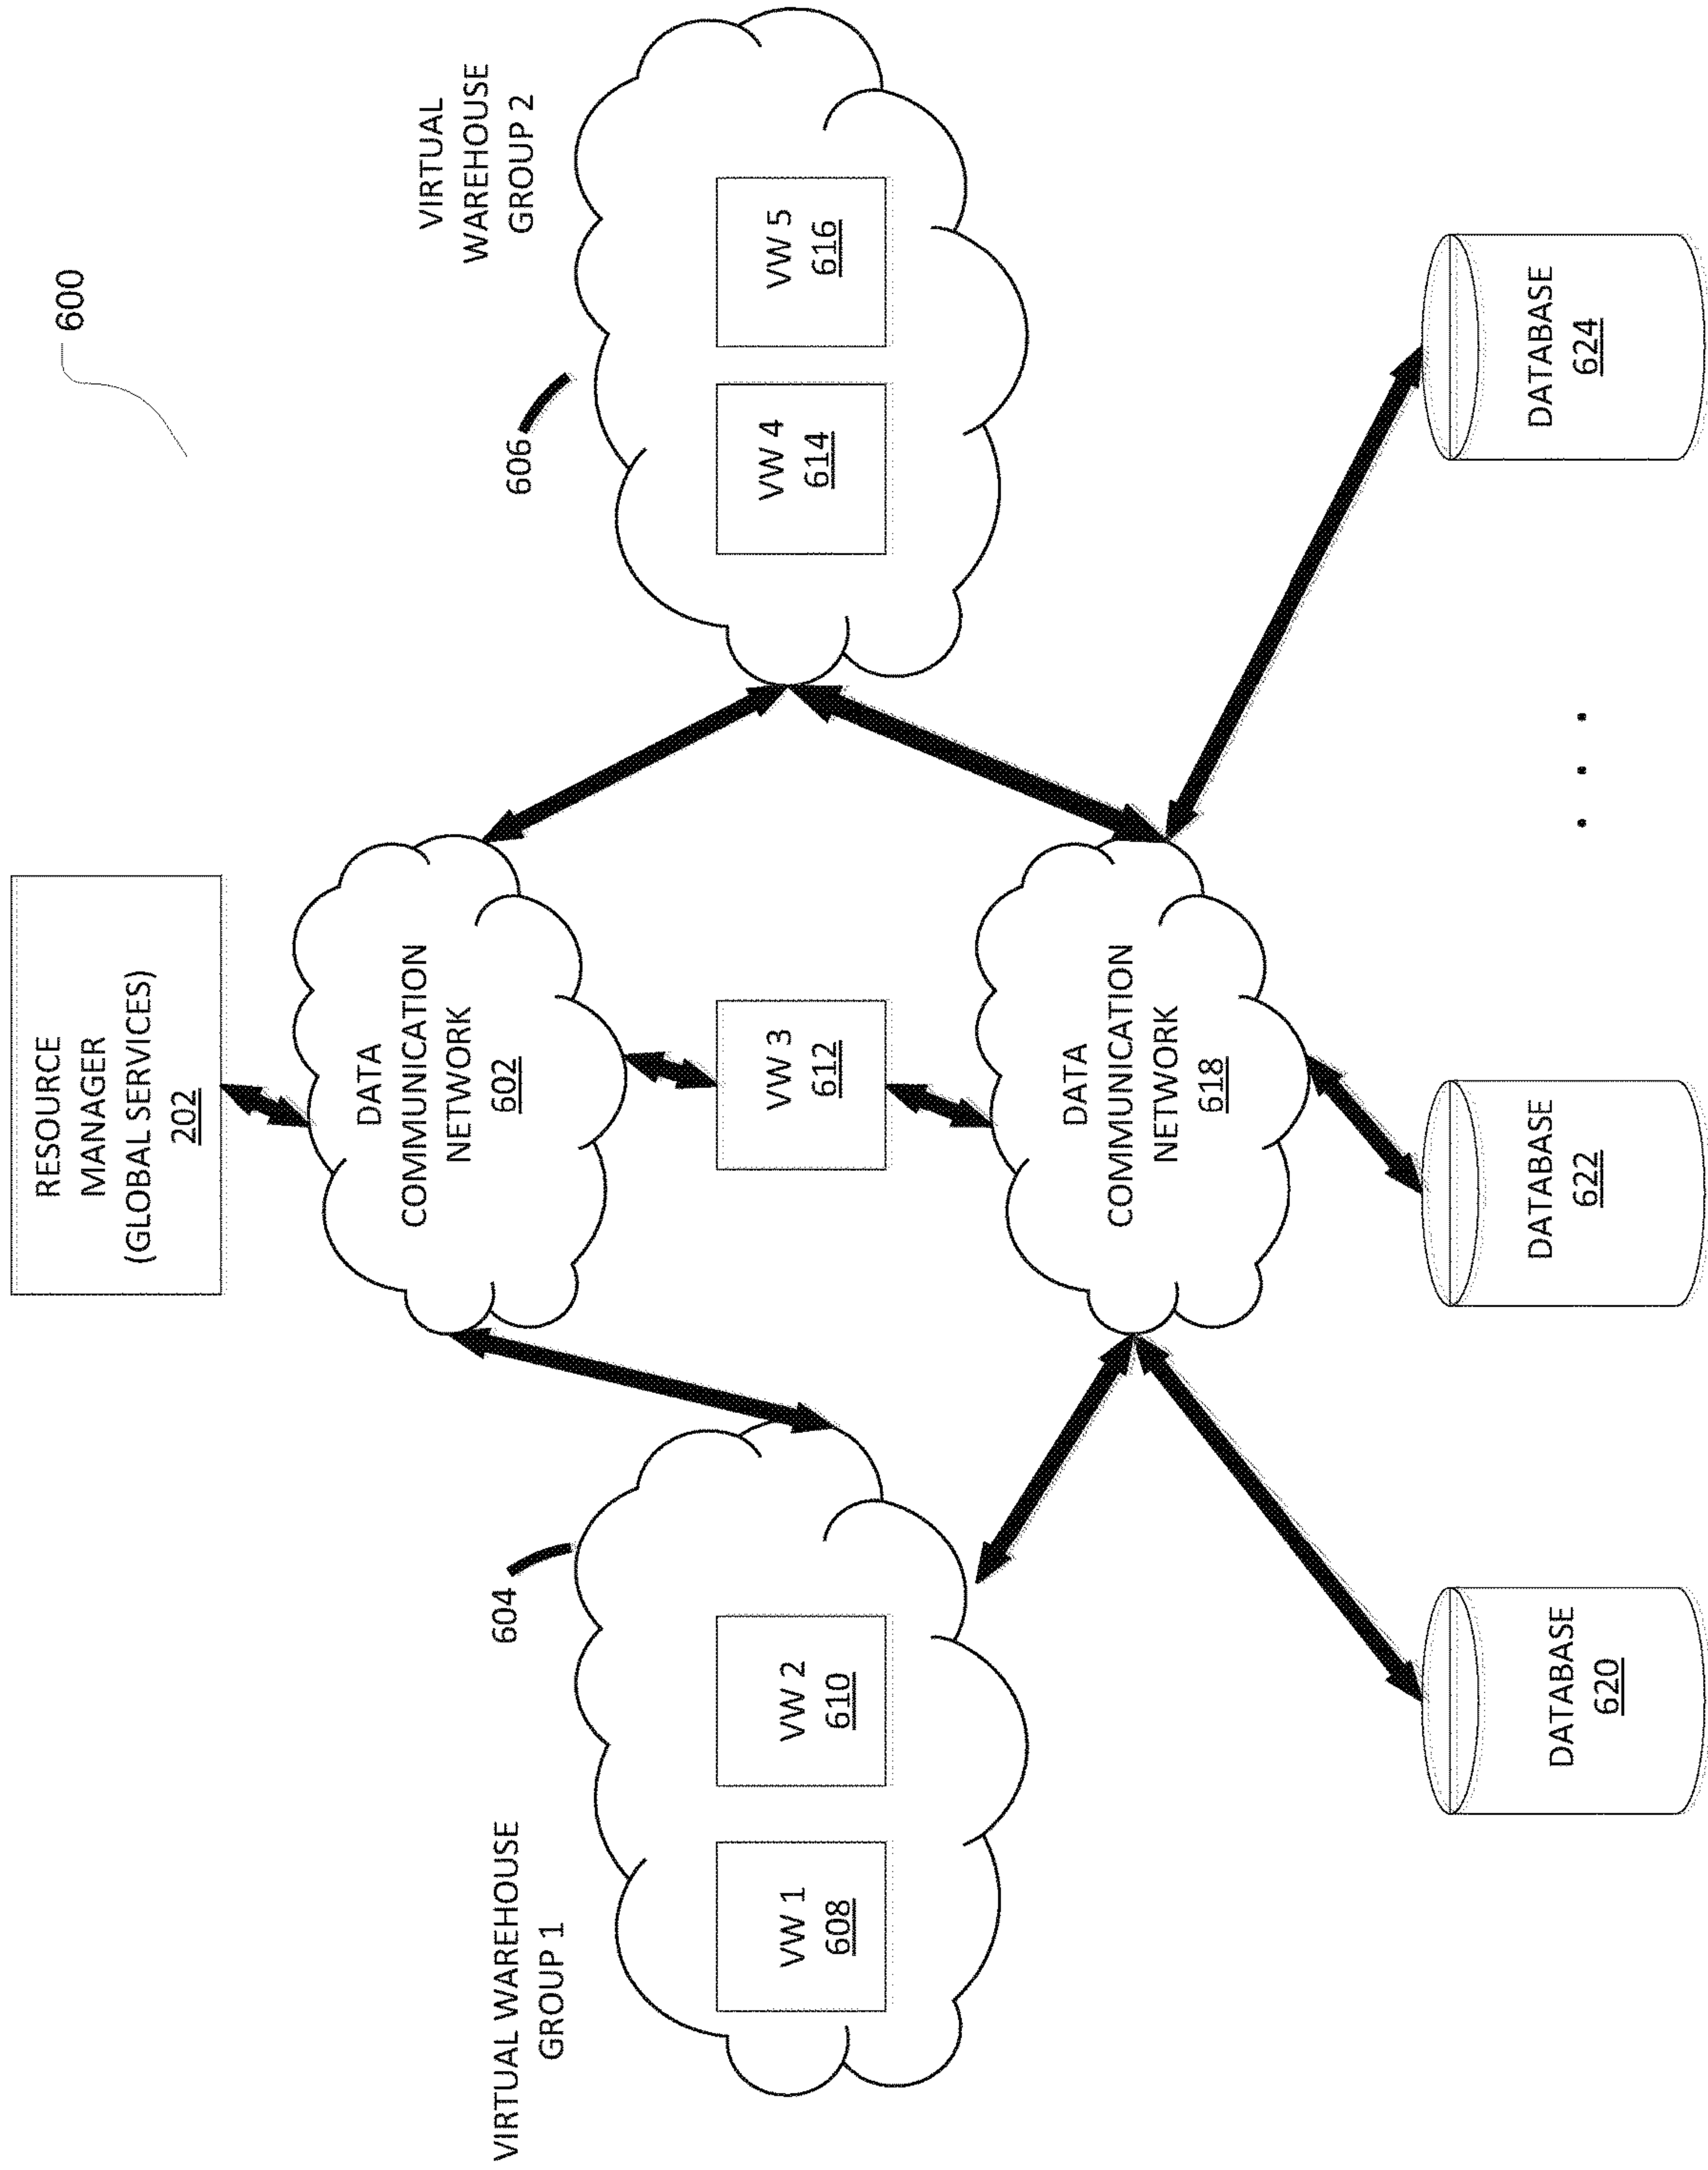 600
RESOURCE
MANAGER
(GLOBAL SERVICES)
202
DATA
COMMUNICATION
NETWORK
602
VIRTUAL WAREHOUSE
GROUP 1
604
VW 1
608
VW 2
610
VW 3
612
VIRTUAL
WAREHOUSE
GROUP 2
606
VW 4
614
VW 5
616
DATA
COMMUNICATION
NETWORK
618
DATABASE
620
DATABASE
622
. . .
DATABASE
624